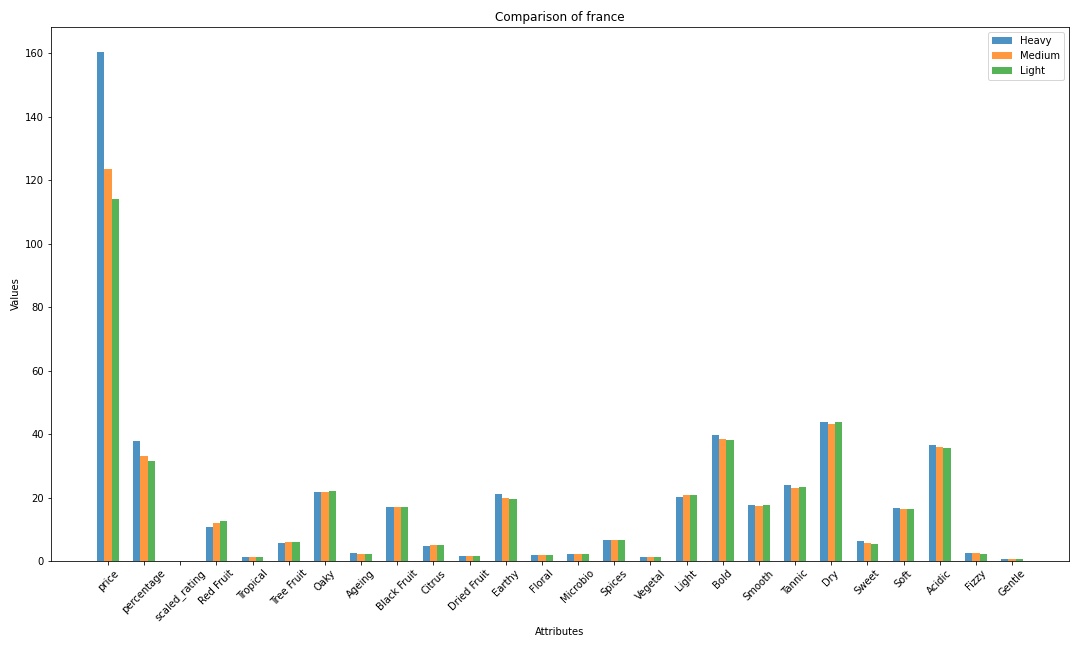 Comparison of france
Heavy
Medium
Light
160
140
120
100
80
60
40
20
0
Values
price
percentage
scaled_rating
Red Fruit
Tropical
Tree Fruit
Oaky
Ageing
Black Fruit
Citrus
Dried Fruit
Earthy
Floral
Microbio
Spices
Vegetal
Light
Bold
Smooth
Tannic
Dry
Sweet
Soft
Acidic
Fizzy
Gentle
Attributes